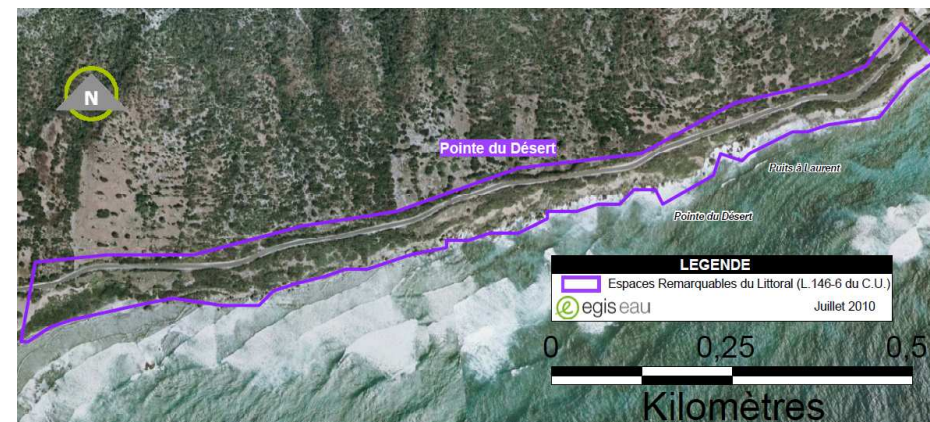 N
Pointe du Désert
Puits à Laurent
Pointe du Désert
LEGENDE
Espaces Remarquables du Littoral (L.146-6 du C.U.)
egis eau
Juillet 2010
0 0,25 0,5
Kilomètres